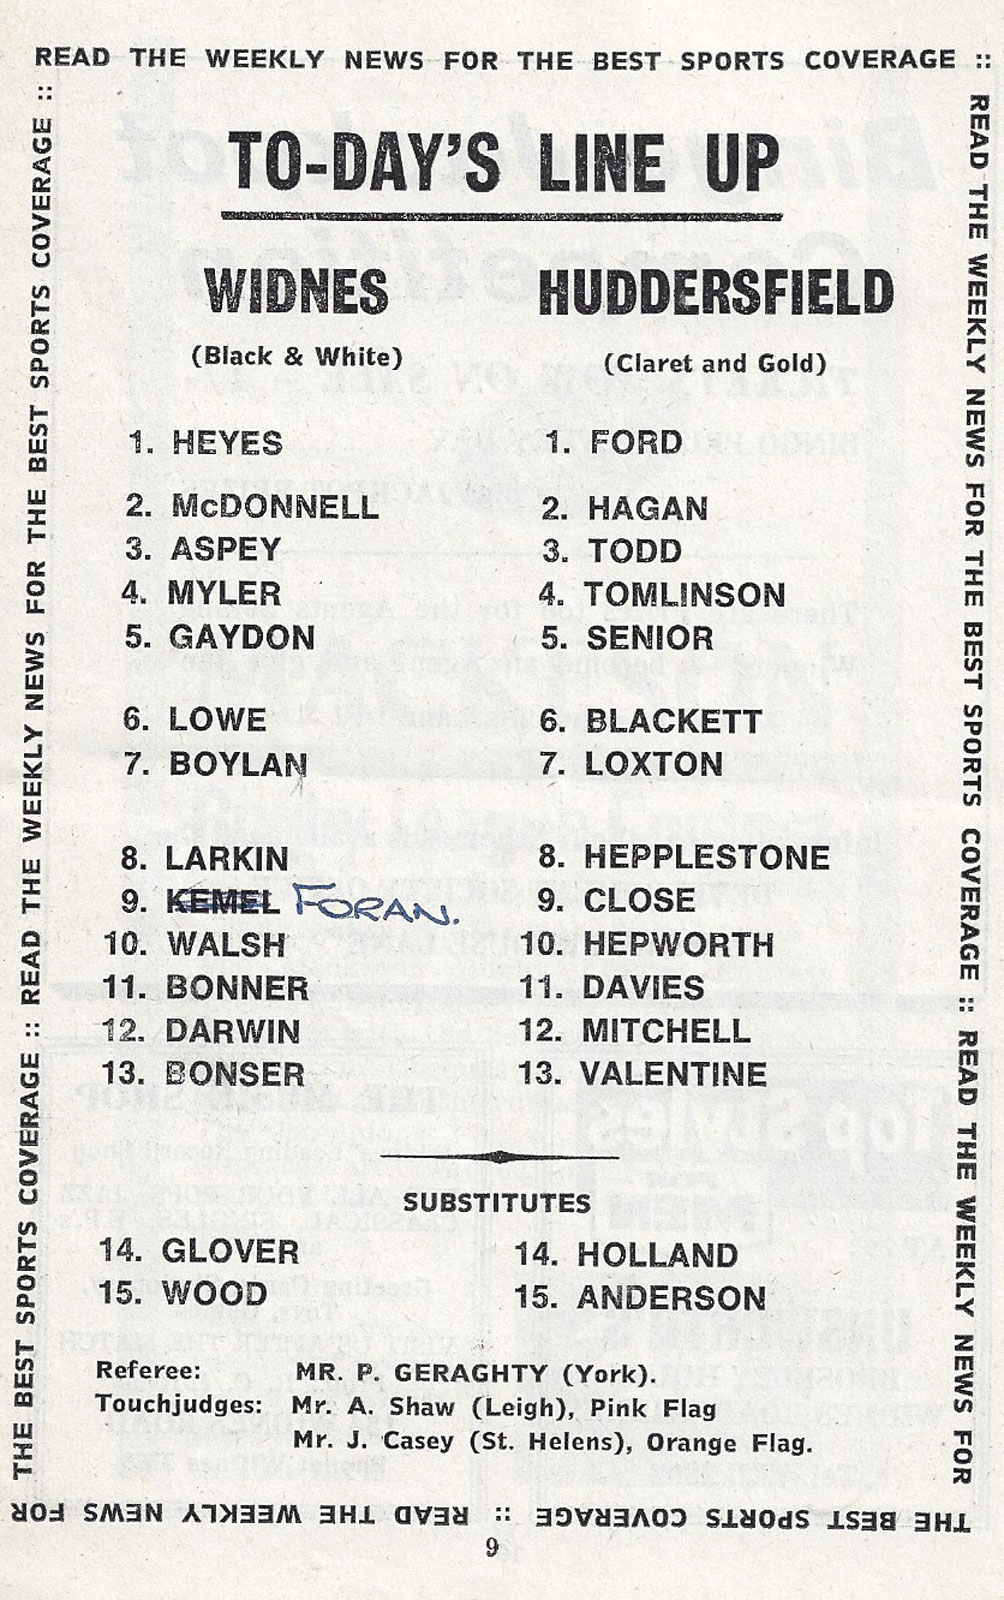 READ THE WEEKLY NEWS FOR THE BEST SPORTS COVERAGE ::
READ THE WEEKLY NEWS FOR THE BEST SPORTS COVERAGE :: READ THE WEEKLY NEWS FOR
THE BEST SPORTS COVERAGE :: READ THE WEEKLY NEWS FOR
THE BEST SPORTS COVERAGE :: READ THE WEEKLY NEWS FOR THE BEST SPORTS COVERAGE ::
TO-DAY'S LINE UP
WIDNES
(Black & White)
1. HEYES
2. McDONNELL
3. ASPEY
4. MYLER
5. GAYDON
6. LOWE
7. BOYLAN
8. LARKIN
9. KEMEL FORAN.
10. WALSH
11. BONNER
12. DARWIN
13. BONSER
HUDDERSFIELD
(Claret and Gold)
1. FORD
2. HAGAN
3. TODD
4. TOMLINSON
5. SENIOR
6. BLACKETT
7. LOXTON
8. HEPPLESTONE
9. CLOSE
10. HEPWORTH
11. DAVIES
12. MITCHELL
13. VALENTINE
SUBSTITUTES
14. GLOVER
15. WOOD
14. HOLLAND
15. ANDERSON
Referee: MR. P. GERAGHTY (York).
Touchjudges: Mr. A. Shaw (Leigh), Pink Flag
Mr. J. Casey (St. Helens), Orange Flag.
9